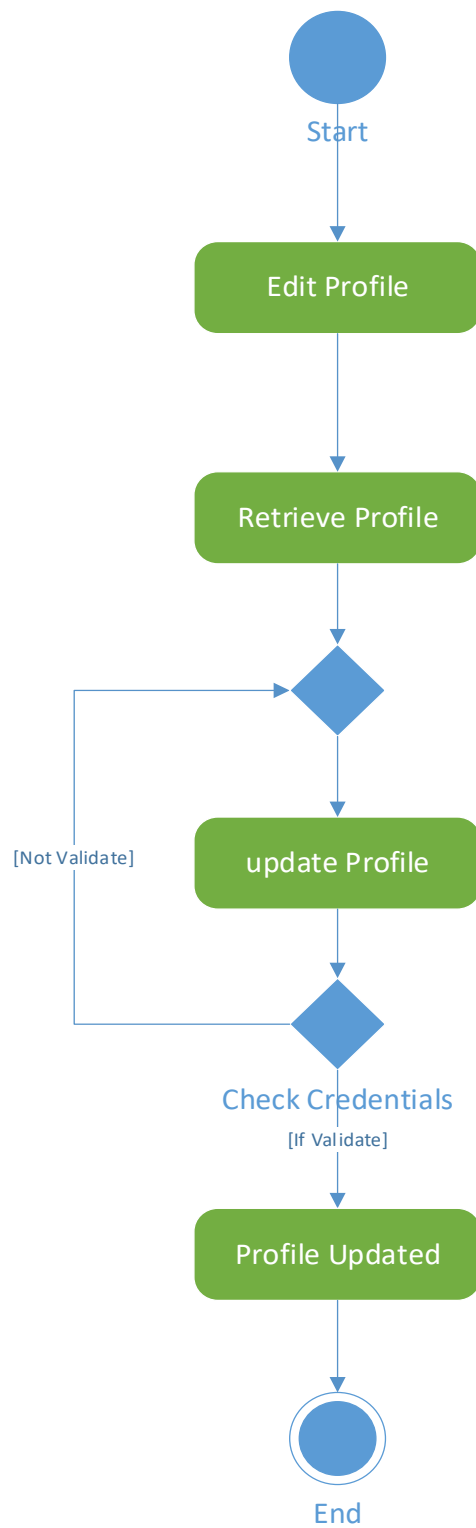 Start
Edit Profile
Retrieve Profile
[Not Validate]
update Profile
Check Credentials
[If Validate]
Profile Updated
End